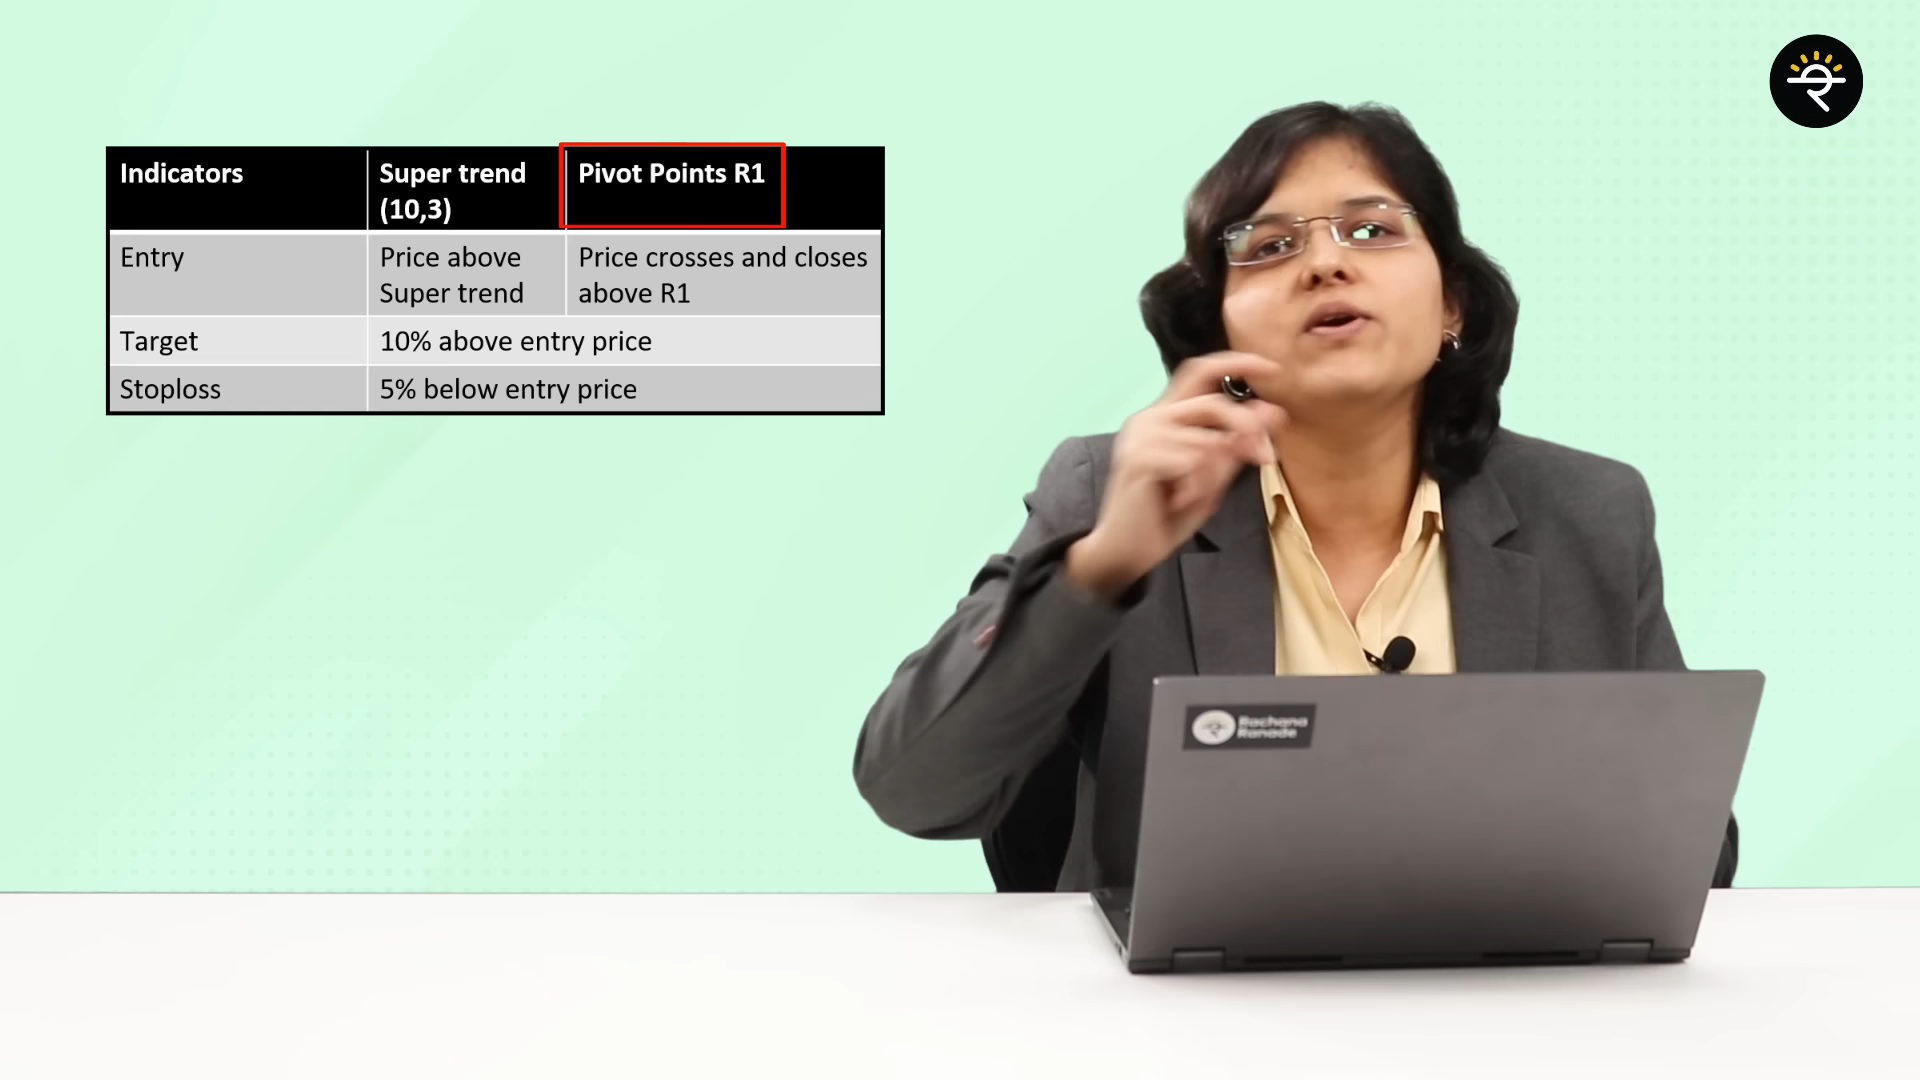 Indicators
Super trend
(10,3)
Pivot Points R1
Entry
Price above
Super trend
Price crosses and closes
above R1
Target
10% above entry price
Stoploss
5% below entry price
Rachana
Ranade